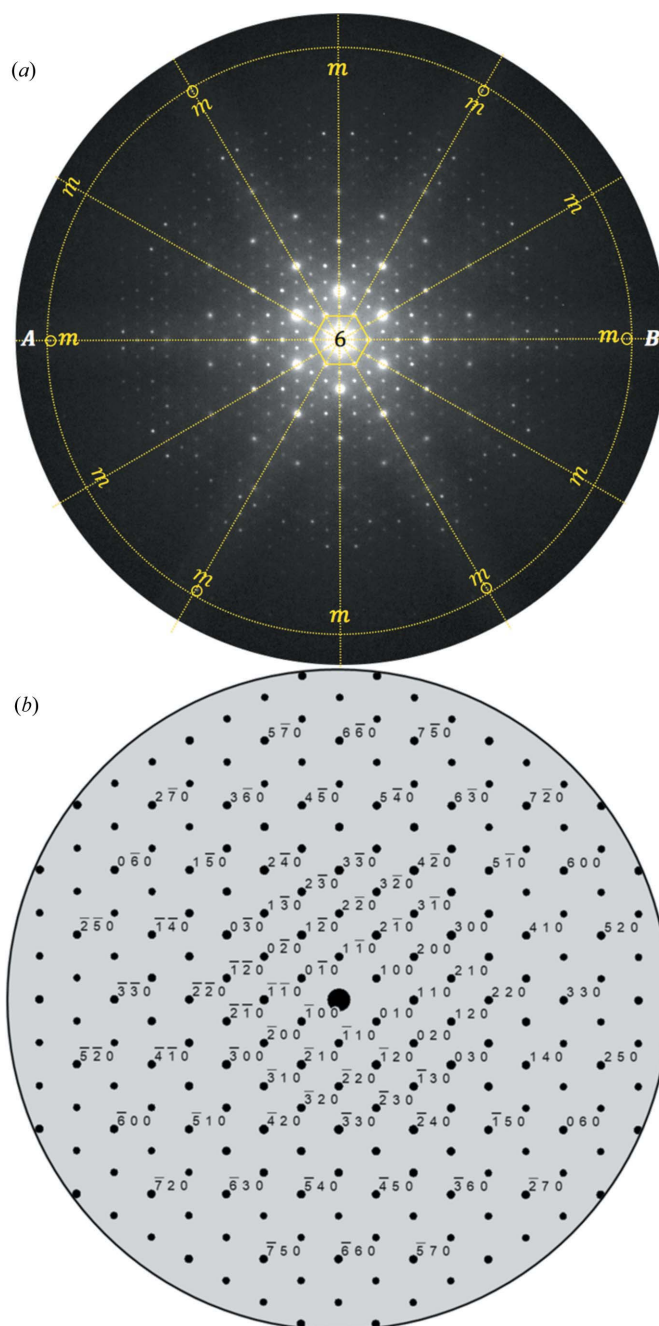 (a)
m
m m
m m
A m 6 m B
m m
m m
m
(b)
5 7̄ 0 6 6̄ 0 7 5̄ 0
2 7̄ 0 3 6̄ 0 4 5̄ 0 5 4̄ 0 6 3̄ 0 7 2̄ 0
0 6̄ 0 1 5̄ 0 2 4̄ 0 3 3̄ 0 4 2̄ 0 5 1̄ 0 6 0 0
2 3̄ 0 3 2̄ 0
1 3̄ 0 2 2̄ 0 3 1̄ 0
2̄ 5̄ 0 1̄ 4̄ 0 0 3̄ 0 1 2̄ 0 2 1̄ 0 3 0 0 4 1 0 5 2 0
0 2̄ 0 1 1̄ 0 2 0 0
1̄ 2̄ 0 0 1̄ 0 1 0 0 2 1 0
3̄ 3̄ 0 2̄ 2̄ 0 1̄ 1̄ 0 1 1 0 2 2 0 3 3 0
2̄ 1̄ 0 1̄ 0 0 0 1 0 1 2 0
2̄ 0 0 1̄ 1 0 0 2 0
5̄ 2̄ 0 4̄ 1̄ 0 3̄ 0 0 2̄ 1 0 1̄ 2 0 0 3 0 1 4 0 2 5 0
3̄ 1 0 2̄ 2 0 1̄ 3 0
3̄ 2 0 2̄ 3 0
6̄ 0 0 5̄ 1 0 4̄ 2 0 3̄ 3 0 2̄ 4 0 1̄ 5 0 0 6 0
7̄ 2 0 6̄ 3 0 5̄ 4 0 4̄ 5 0 3̄ 6 0 2̄ 7 0
7̄ 5 0 6̄ 6 0 5̄ 7 0